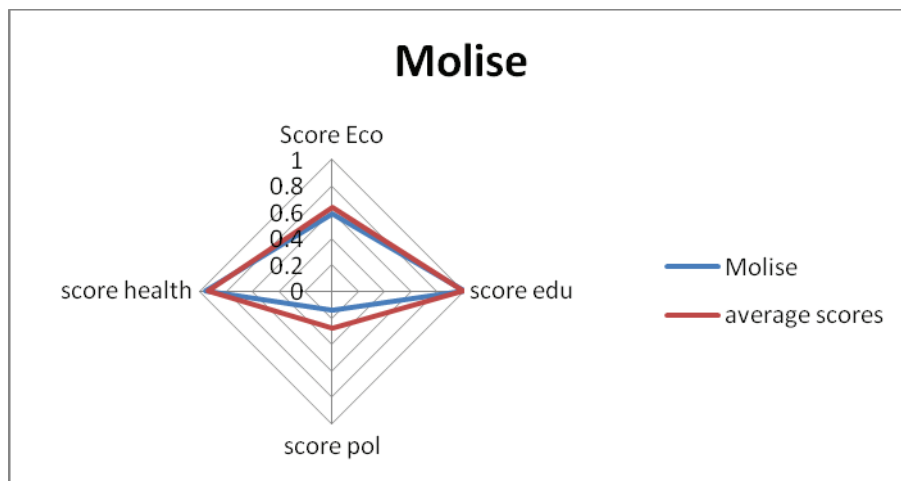 Molise
Score Eco
1
0.8
0.6
0.4
0.2
0
score health
score edu
score pol
Molise
average scores